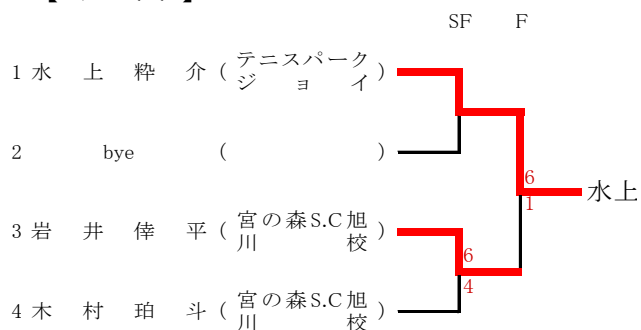 SF F
1 水上 粋介 (テニスパークジョイ)
2 bye ( )
6
1
水上
3 岩井 倖平 (宮の森S.C旭川校)
6
4
4 木村 珀斗 (宮の森S.C旭川校)